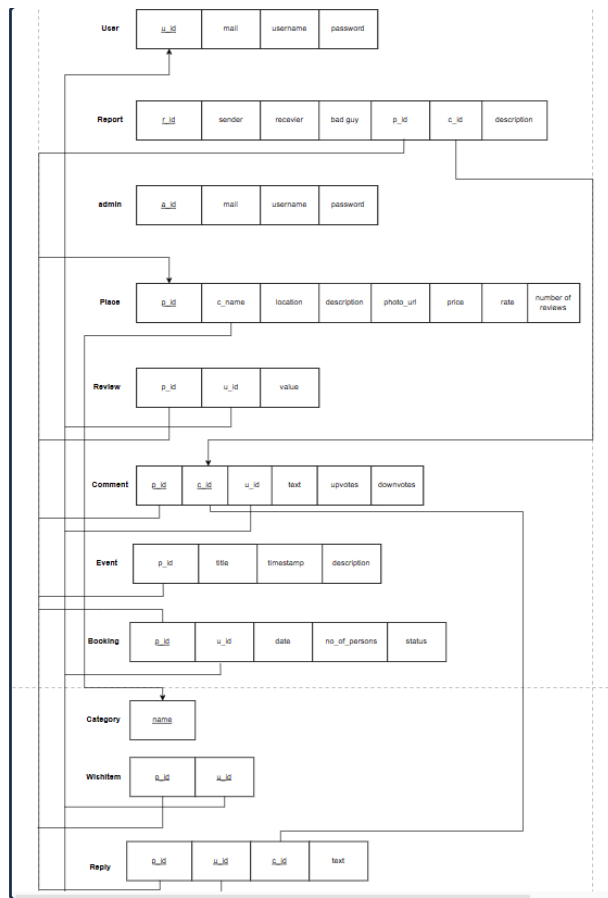 User u_id mail username password
Report r_id sender recevier bad guy p_id c_id description
admin a_id mail username password
Place p_id c_name location description photo_url price rate number of
reviews
Review p_id u_id value
Comment p_id c_id u_id text upvotes downvotes
Event p_id title timestamp description
Booking p_id u_id date no_of_persons status
Category name
WishItem p_id u_id
Reply p_id u_id c_id text